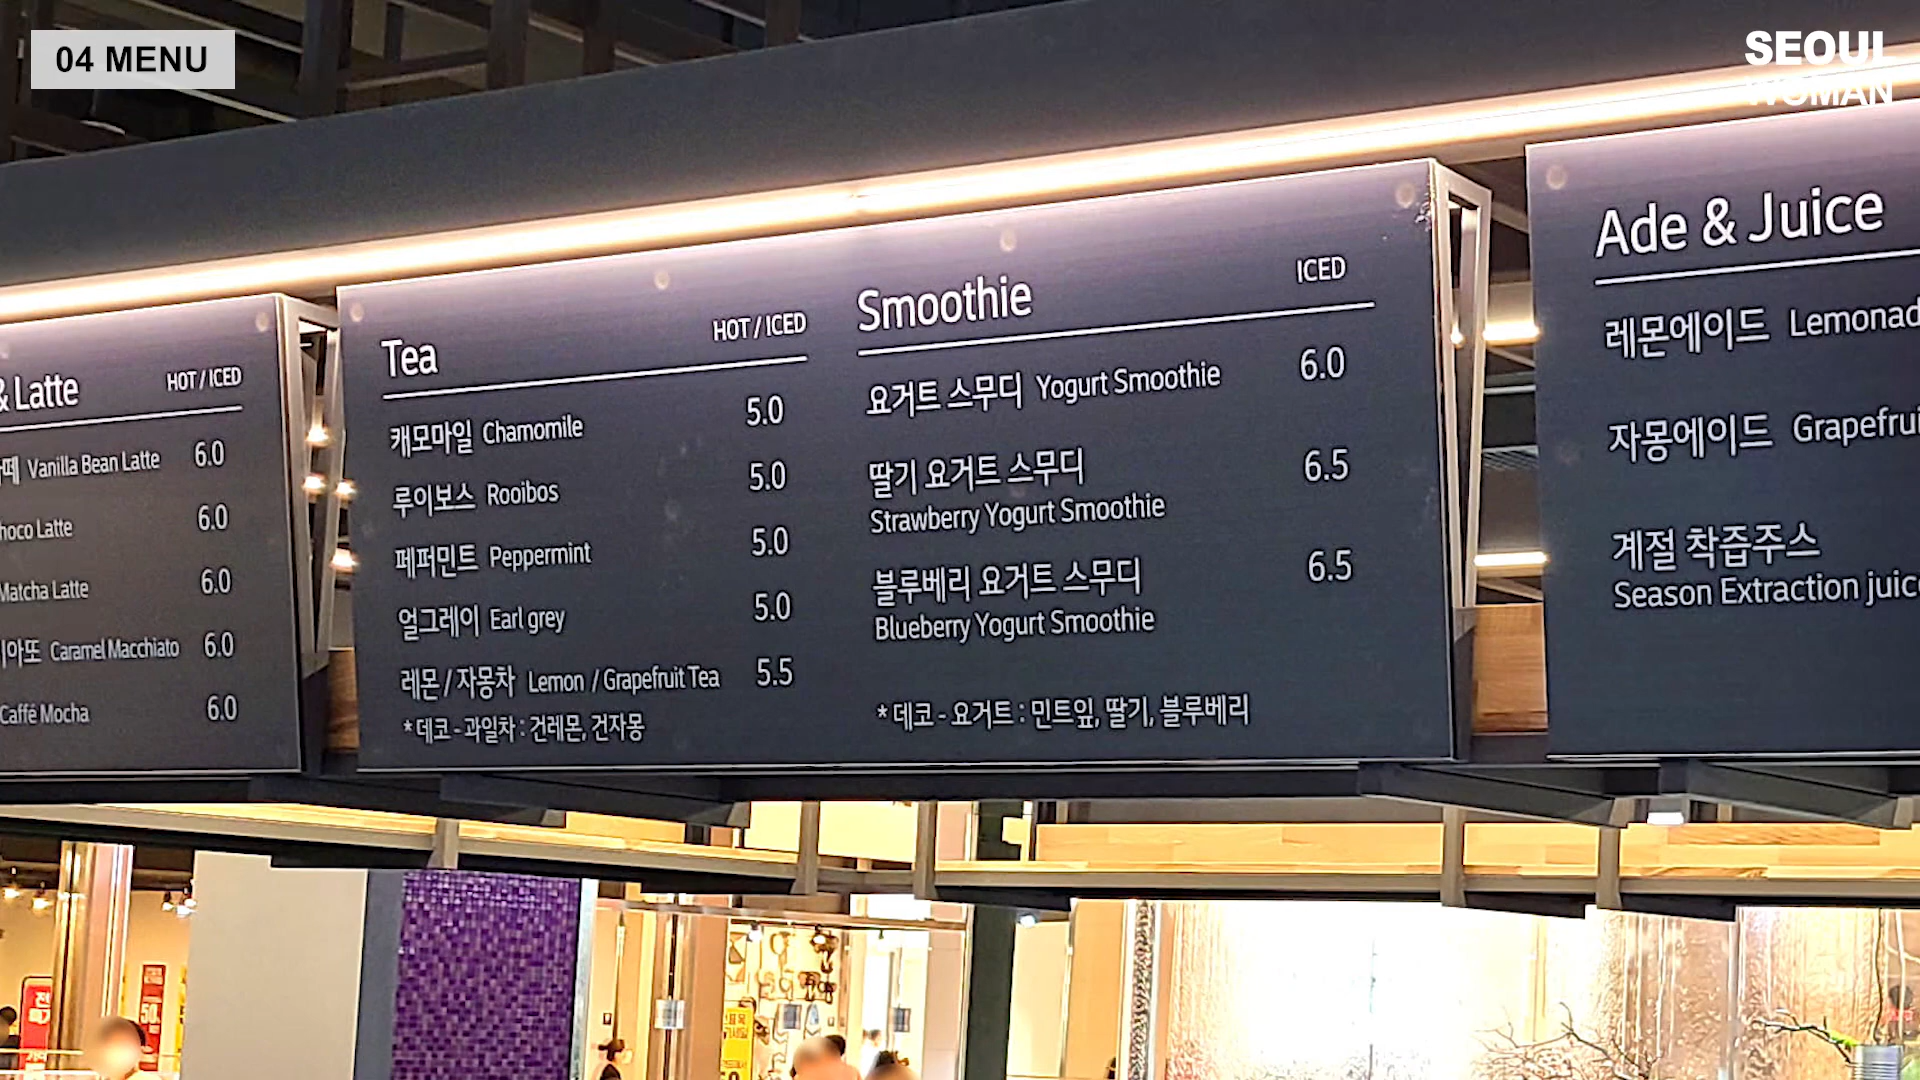 04 MENU
SEOUL
WOMAN
& Latte HOT / ICED
Vanilla Bean Latte 6.0
Latte 6.0
Matcha Latte 6.0
Caramel Macchiato 6.0
Caffé Mocha 6.0
Tea HOT / ICED
캐모마일 Chamomile 5.0
루이보스 Rooibos 5.0
페퍼민트 Peppermint 5.0
얼그레이 Earl grey 5.0
레몬 / 자몽차 Lemon / Grapefruit Tea 5.5
* 데코 - 과일차 : 건레몬, 건자몽
Smoothie ICED
요거트 스무디 Yogurt Smoothie 6.0
딸기 요거트 스무디 6.5
Strawberry Yogurt Smoothie
블루베리 요거트 스무디 6.5
Blueberry Yogurt Smoothie
* 데코 - 요거트 : 민트잎, 딸기, 블루베리
Ade & Juice
레몬에이드 Lemonad
자몽에이드 Grapefrui
계절 착즙주스
Season Extraction juic